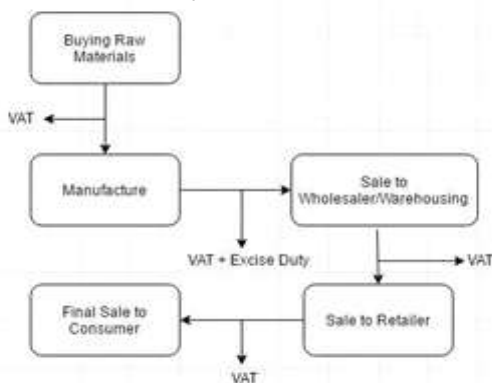 Buying Raw
Materials
VAT
Manufacture
Sale to
Wholesaler/Warehousing
VAT + Excise Duty
VAT
Final Sale to
Consumer
Sale to Retailer
VAT